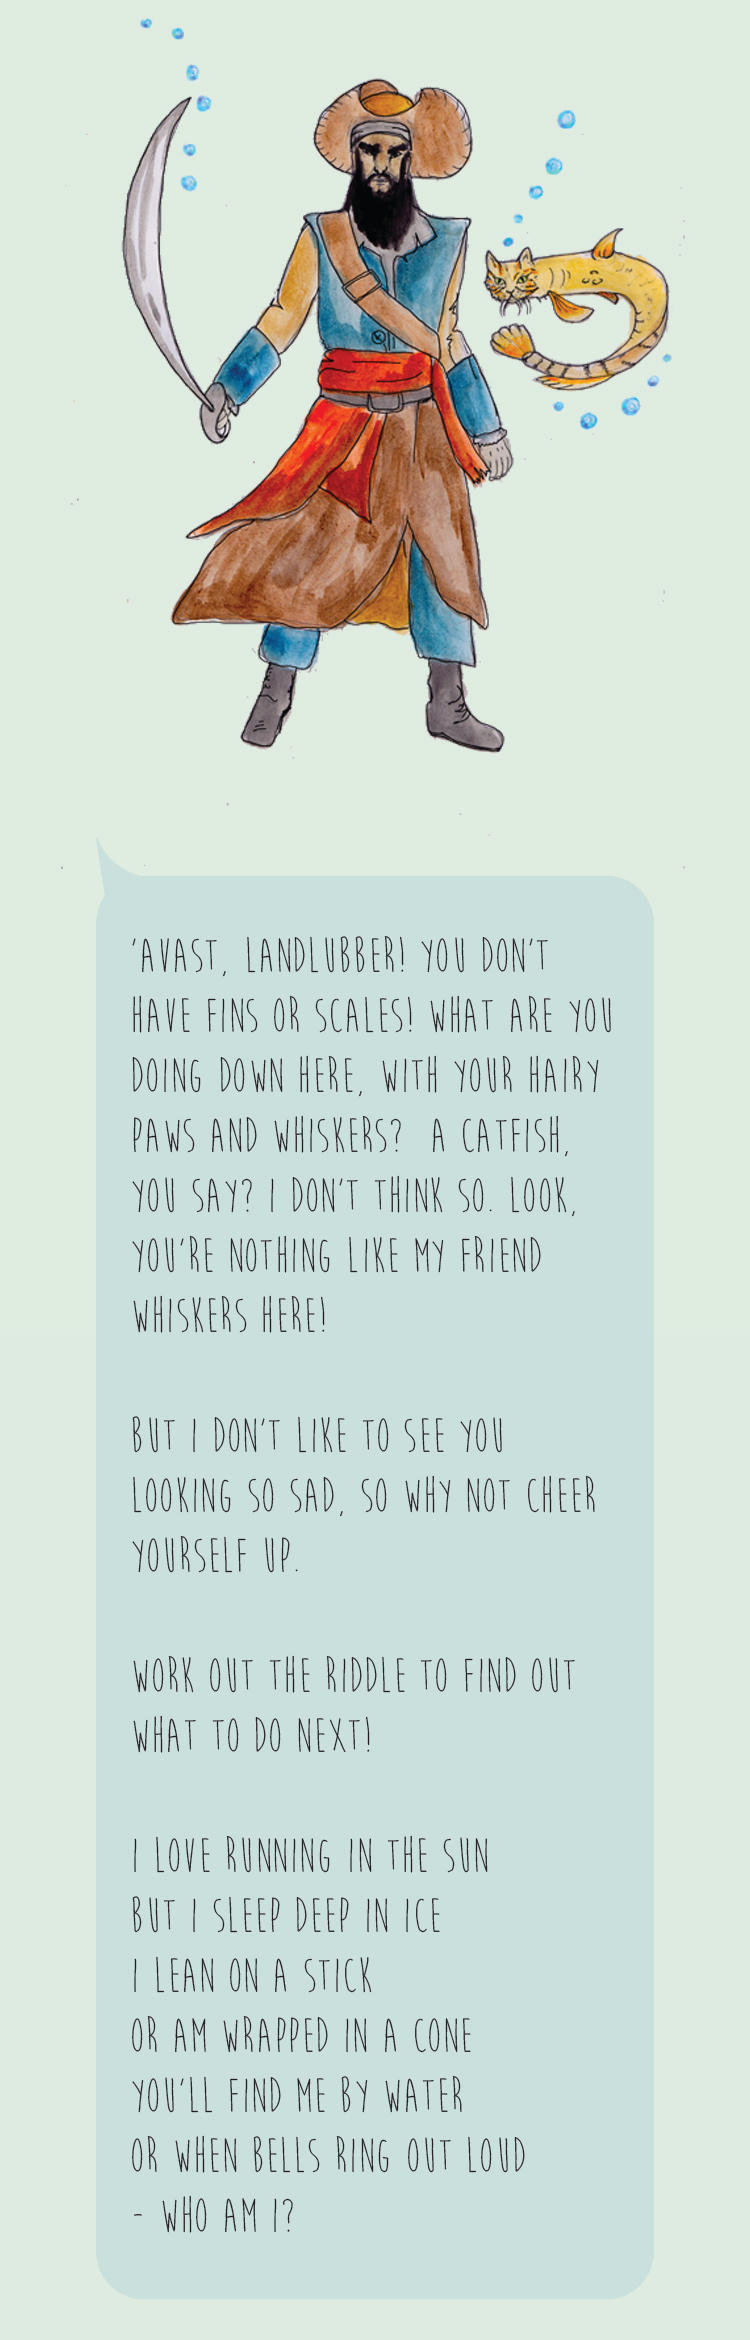 'AVAST, LANDLUBBER! YOU DON'T
HAVE FINS OR SCALES! WHAT ARE YOU
DOING DOWN HERE, WITH YOUR HAIRY
PAWS AND WHISKERS? A CATFISH,
YOU SAY? I DON'T THINK SO. LOOK,
YOU'RE NOTHING LIKE MY FRIEND
WHISKERS HERE!
BUT I DON'T LIKE TO SEE YOU
LOOKING SO SAD, SO WHY NOT CHEER
YOURSELF UP.
WORK OUT THE RIDDLE TO FIND OUT
WHAT TO DO NEXT!
I LOVE RUNNING IN THE SUN
BUT I SLEEP DEEP IN ICE
I LEAN ON A STICK
OR AM WRAPPED IN A CONE
YOU'LL FIND ME BY WATER
OR WHEN BELLS RING OUT LOUD
- WHO AM I?